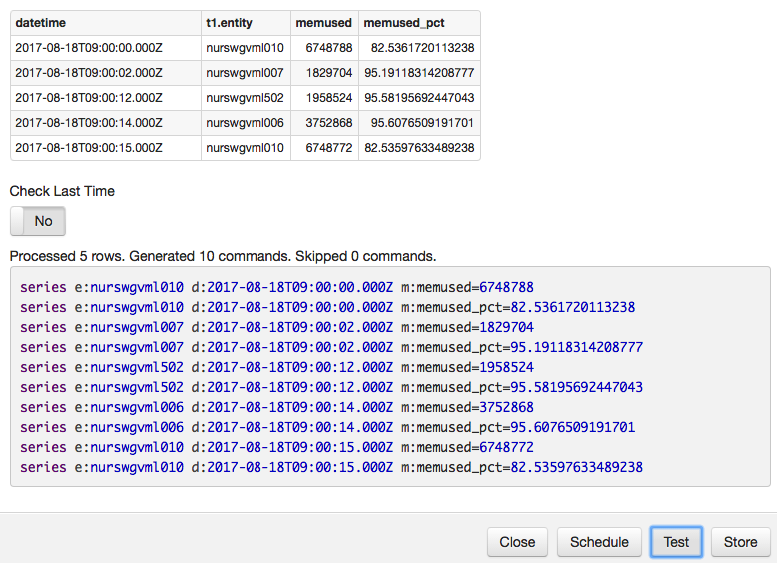 datetime t1.entity memused memused_pct
2017-08-18T09:00:00.000Z nurswgvml010 6748788 82.5361720113238
2017-08-18T09:00:02.000Z nurswgvml007 1829704 95.19118314208777
2017-08-18T09:00:12.000Z nurswgvml502 1958524 95.58195692447043
2017-08-18T09:00:14.000Z nurswgvml006 3752868 95.6076509191701
2017-08-18T09:00:15.000Z nurswgvml010 6748772 82.53597633489238
Check Last Time
No
Processed 5 rows. Generated 10 commands. Skipped 0 commands.
series e:nurswgvml010 d:2017-08-18T09:00:00.000Z m:memused=6748788
series e:nurswgvml010 d:2017-08-18T09:00:00.000Z m:memused_pct=82.5361720113238
series e:nurswgvml007 d:2017-08-18T09:00:02.000Z m:memused=1829704
series e:nurswgvml007 d:2017-08-18T09:00:02.000Z m:memused_pct=95.19118314208777
series e:nurswgvml502 d:2017-08-18T09:00:12.000Z m:memused=1958524
series e:nurswgvml502 d:2017-08-18T09:00:12.000Z m:memused_pct=95.58195692447043
series e:nurswgvml006 d:2017-08-18T09:00:14.000Z m:memused=3752868
series e:nurswgvml006 d:2017-08-18T09:00:14.000Z m:memused_pct=95.6076509191701
series e:nurswgvml010 d:2017-08-18T09:00:15.000Z m:memused=6748772
series e:nurswgvml010 d:2017-08-18T09:00:15.000Z m:memused_pct=82.53597633489238
Close Schedule Test Store